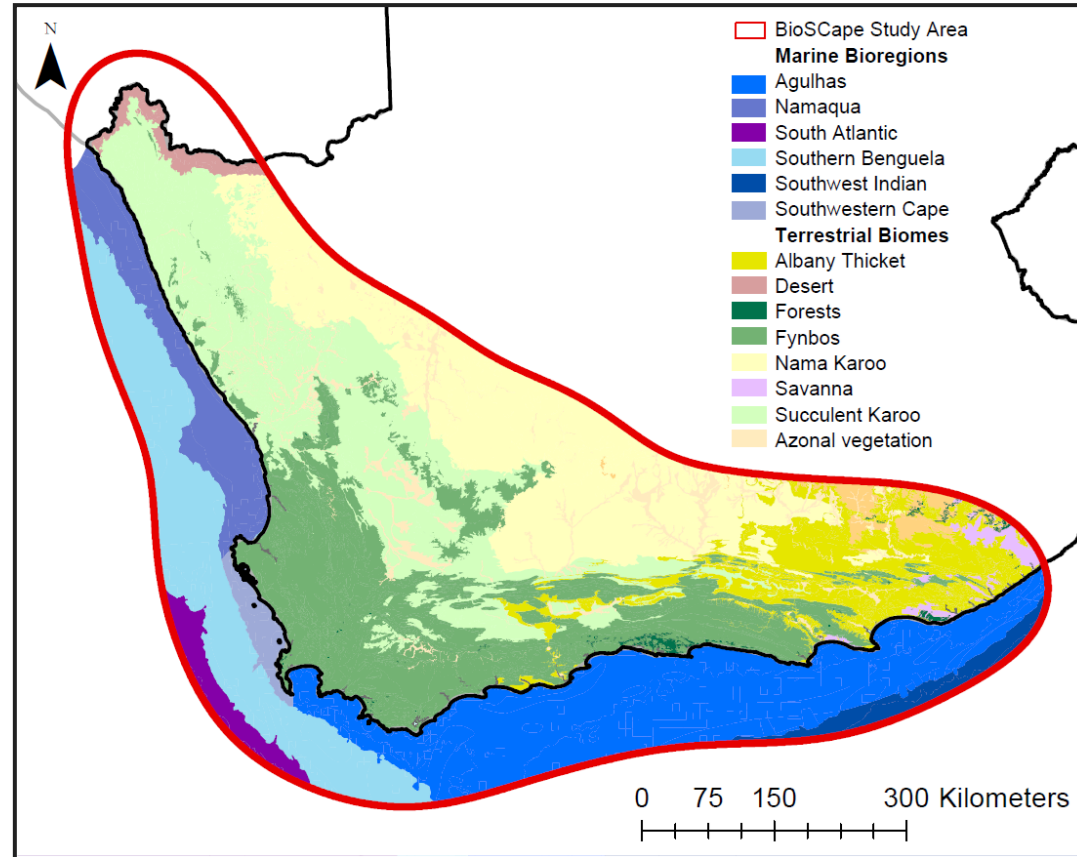 N
BioSCape Study Area
Marine Bioregions
Agulhas
Namaqua
South Atlantic
Southern Benguela
Southwest Indian
Southwestern Cape
Terrestrial Biomes
Albany Thicket
Desert
Forests
Fynbos
Nama Karoo
Savanna
Succulent Karoo
Azonal vegetation
0 75 150 300 Kilometers